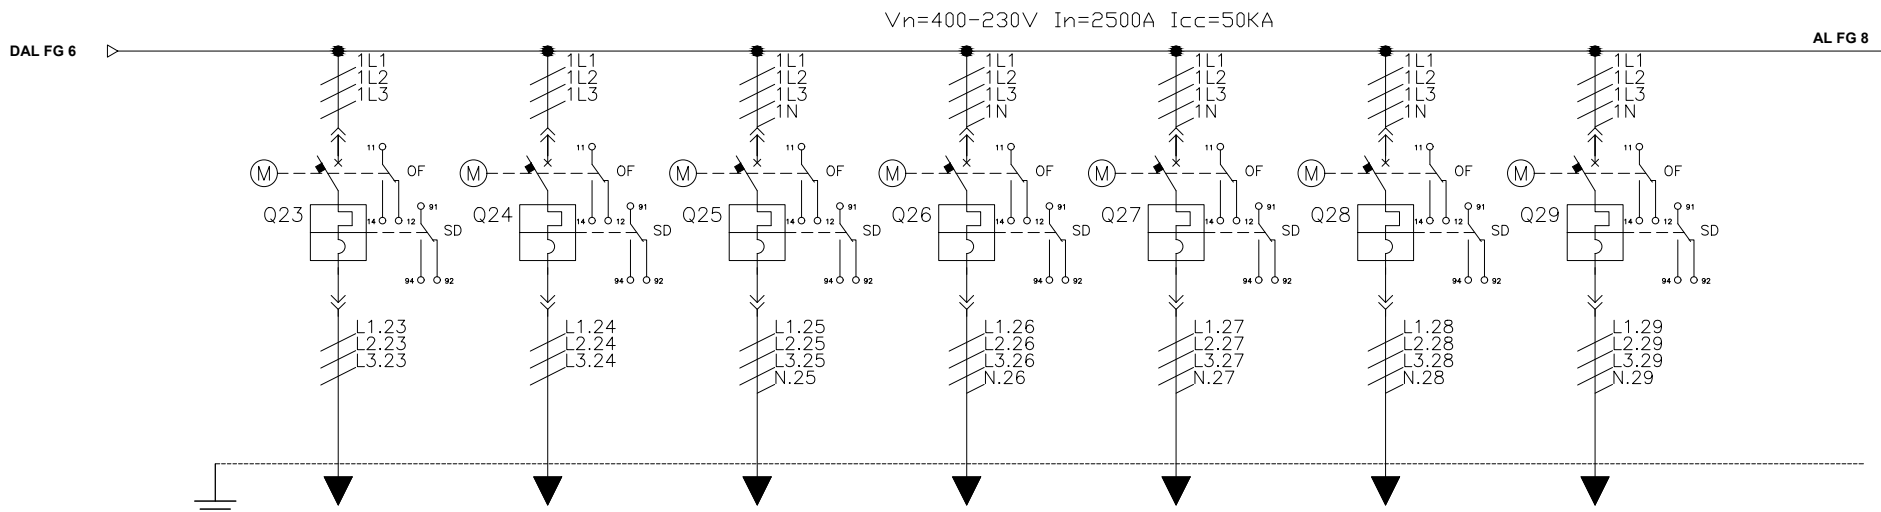 Vn=400-230V In=2500A Icc=50KA
DAL FG 6
AL FG 8
1L1 1L1 1L1 1L1 1L1 1L1 1L1
1L2 1L2 1L2 1L2 1L2 1L2 1L2
1L3 1L3 1L3 1L3 1L3 1L3 1L3
1N 1N 1N 1N 1N
11 11 11 11 11 11 11
M OF M OF M OF M OF M OF M OF M OF
91 91 91 91 91 91 91
Q23 14 12 Q24 14 12 Q25 14 12 Q26 14 12 Q27 14 12 Q28 14 12 Q29 14 12
SD SD SD SD SD SD SD
94 92 94 92 94 92 94 92 94 92 94 92 94 92
L1.23 L1.24 L1.25 L1.26 L1.27 L1.28 L1.29
L2.23 L2.24 L2.25 L2.26 L2.27 L2.28 L2.29
L3.23 L3.24 L3.25 L3.26 L3.27 L3.28 L3.29
N.25 N.26 N.27 N.28 N.29